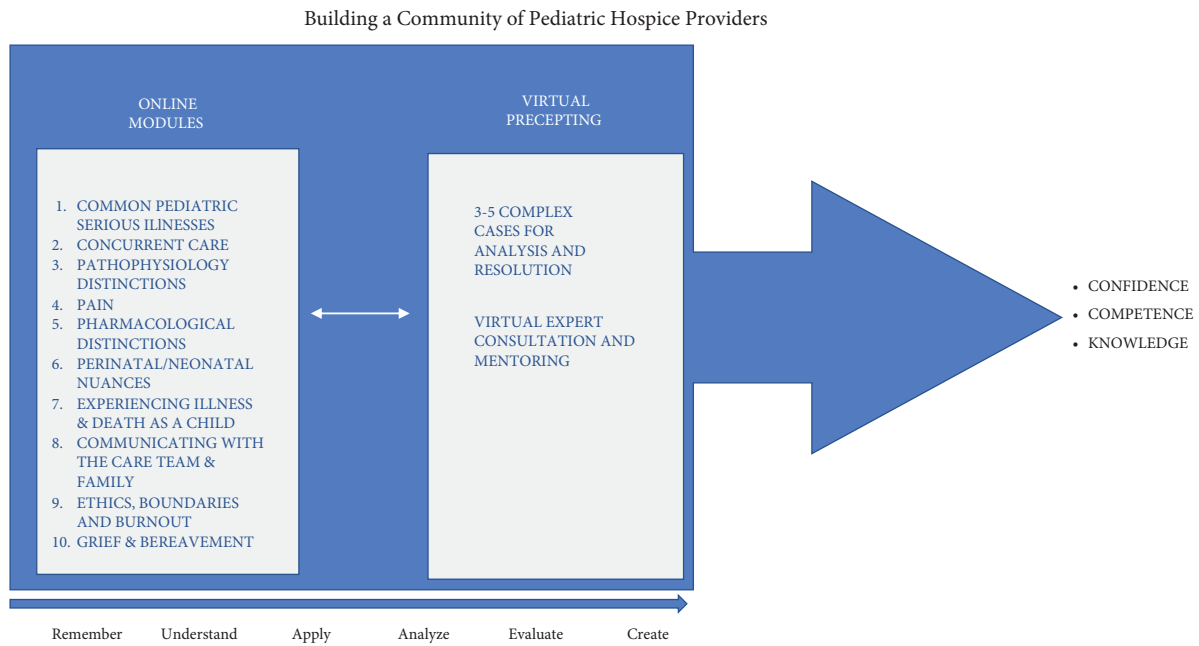 Building a Community of Pediatric Hospice Providers
ONLINE
MODULES
1. COMMON PEDIATRIC
SERIOUS ILINESSES
2. CONCURRENT CARE
3. PATHOPHYSIOLOGY
DISTINCTIONS
4. PAIN
5. PHARMACOLOGICAL
DISTINCTIONS
6. PERINATAL/NEONATAL
NUANCES
7. EXPERIENCING ILLNESS
& DEATH AS A CHILD
8. COMMUNICATING WITH
THE CARE TEAM &
FAMILY
9. ETHICS, BOUNDARIES
AND BURNOUT
10. GRIEF & BEREAVEMENT
VIRTUAL
PRECEPTING
3-5 COMPLEX
CASES FOR
ANALYSIS AND
RESOLUTION
VIRTUAL EXPERT
CONSULTATION AND
MENTORING
• CONFIDENCE
• COMPETENCE
• KNOWLEDGE
Remember Understand Apply Analyze Evaluate Create